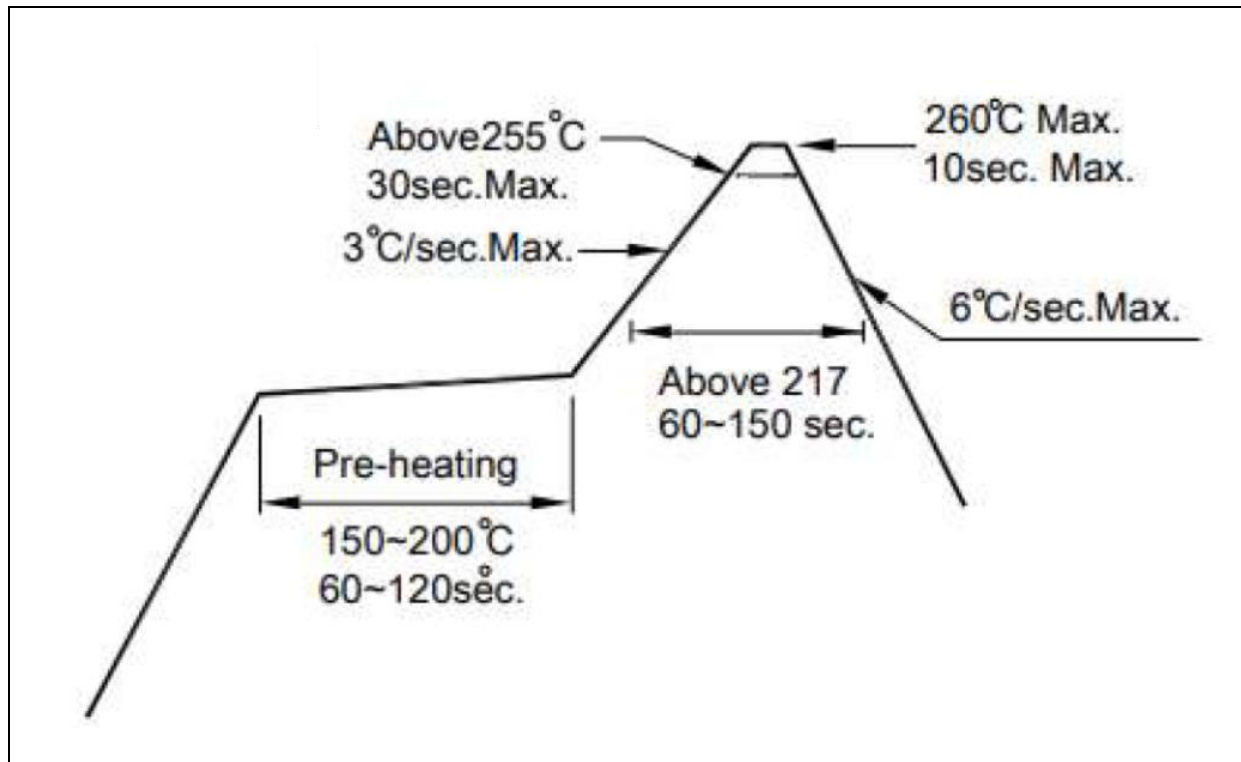 Above255°C
30sec.Max.
260°C Max.
10sec. Max.
3°C/sec.Max.
6°C/sec.Max.
Above 217
60~150 sec.
Pre-heating
150~200°C
60~120sec.